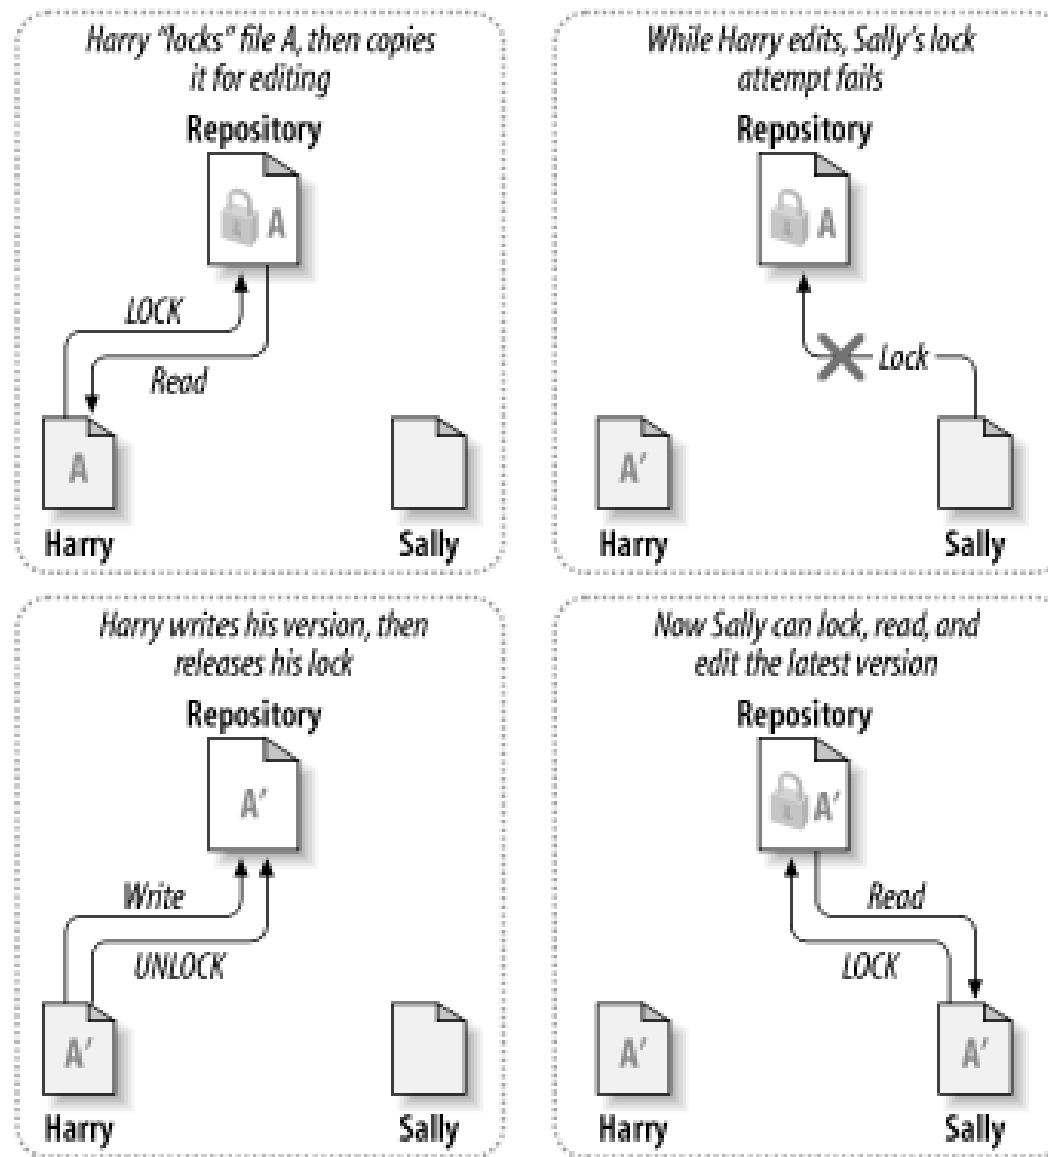 Harry "locks" file A, then copies
it for editing
Repository
A
LOCK
Read
A
Harry
Sally
While Harry edits, Sally's lock
attempt fails
Repository
A
Lock
A′
Harry
Sally
Harry writes his version, then
releases his lock
Repository
A′
Write
UNLOCK
A′
Harry
Sally
Now Sally can lock, read, and
edit the latest version
Repository
A′
Read
LOCK
A′
Harry
A′
Sally